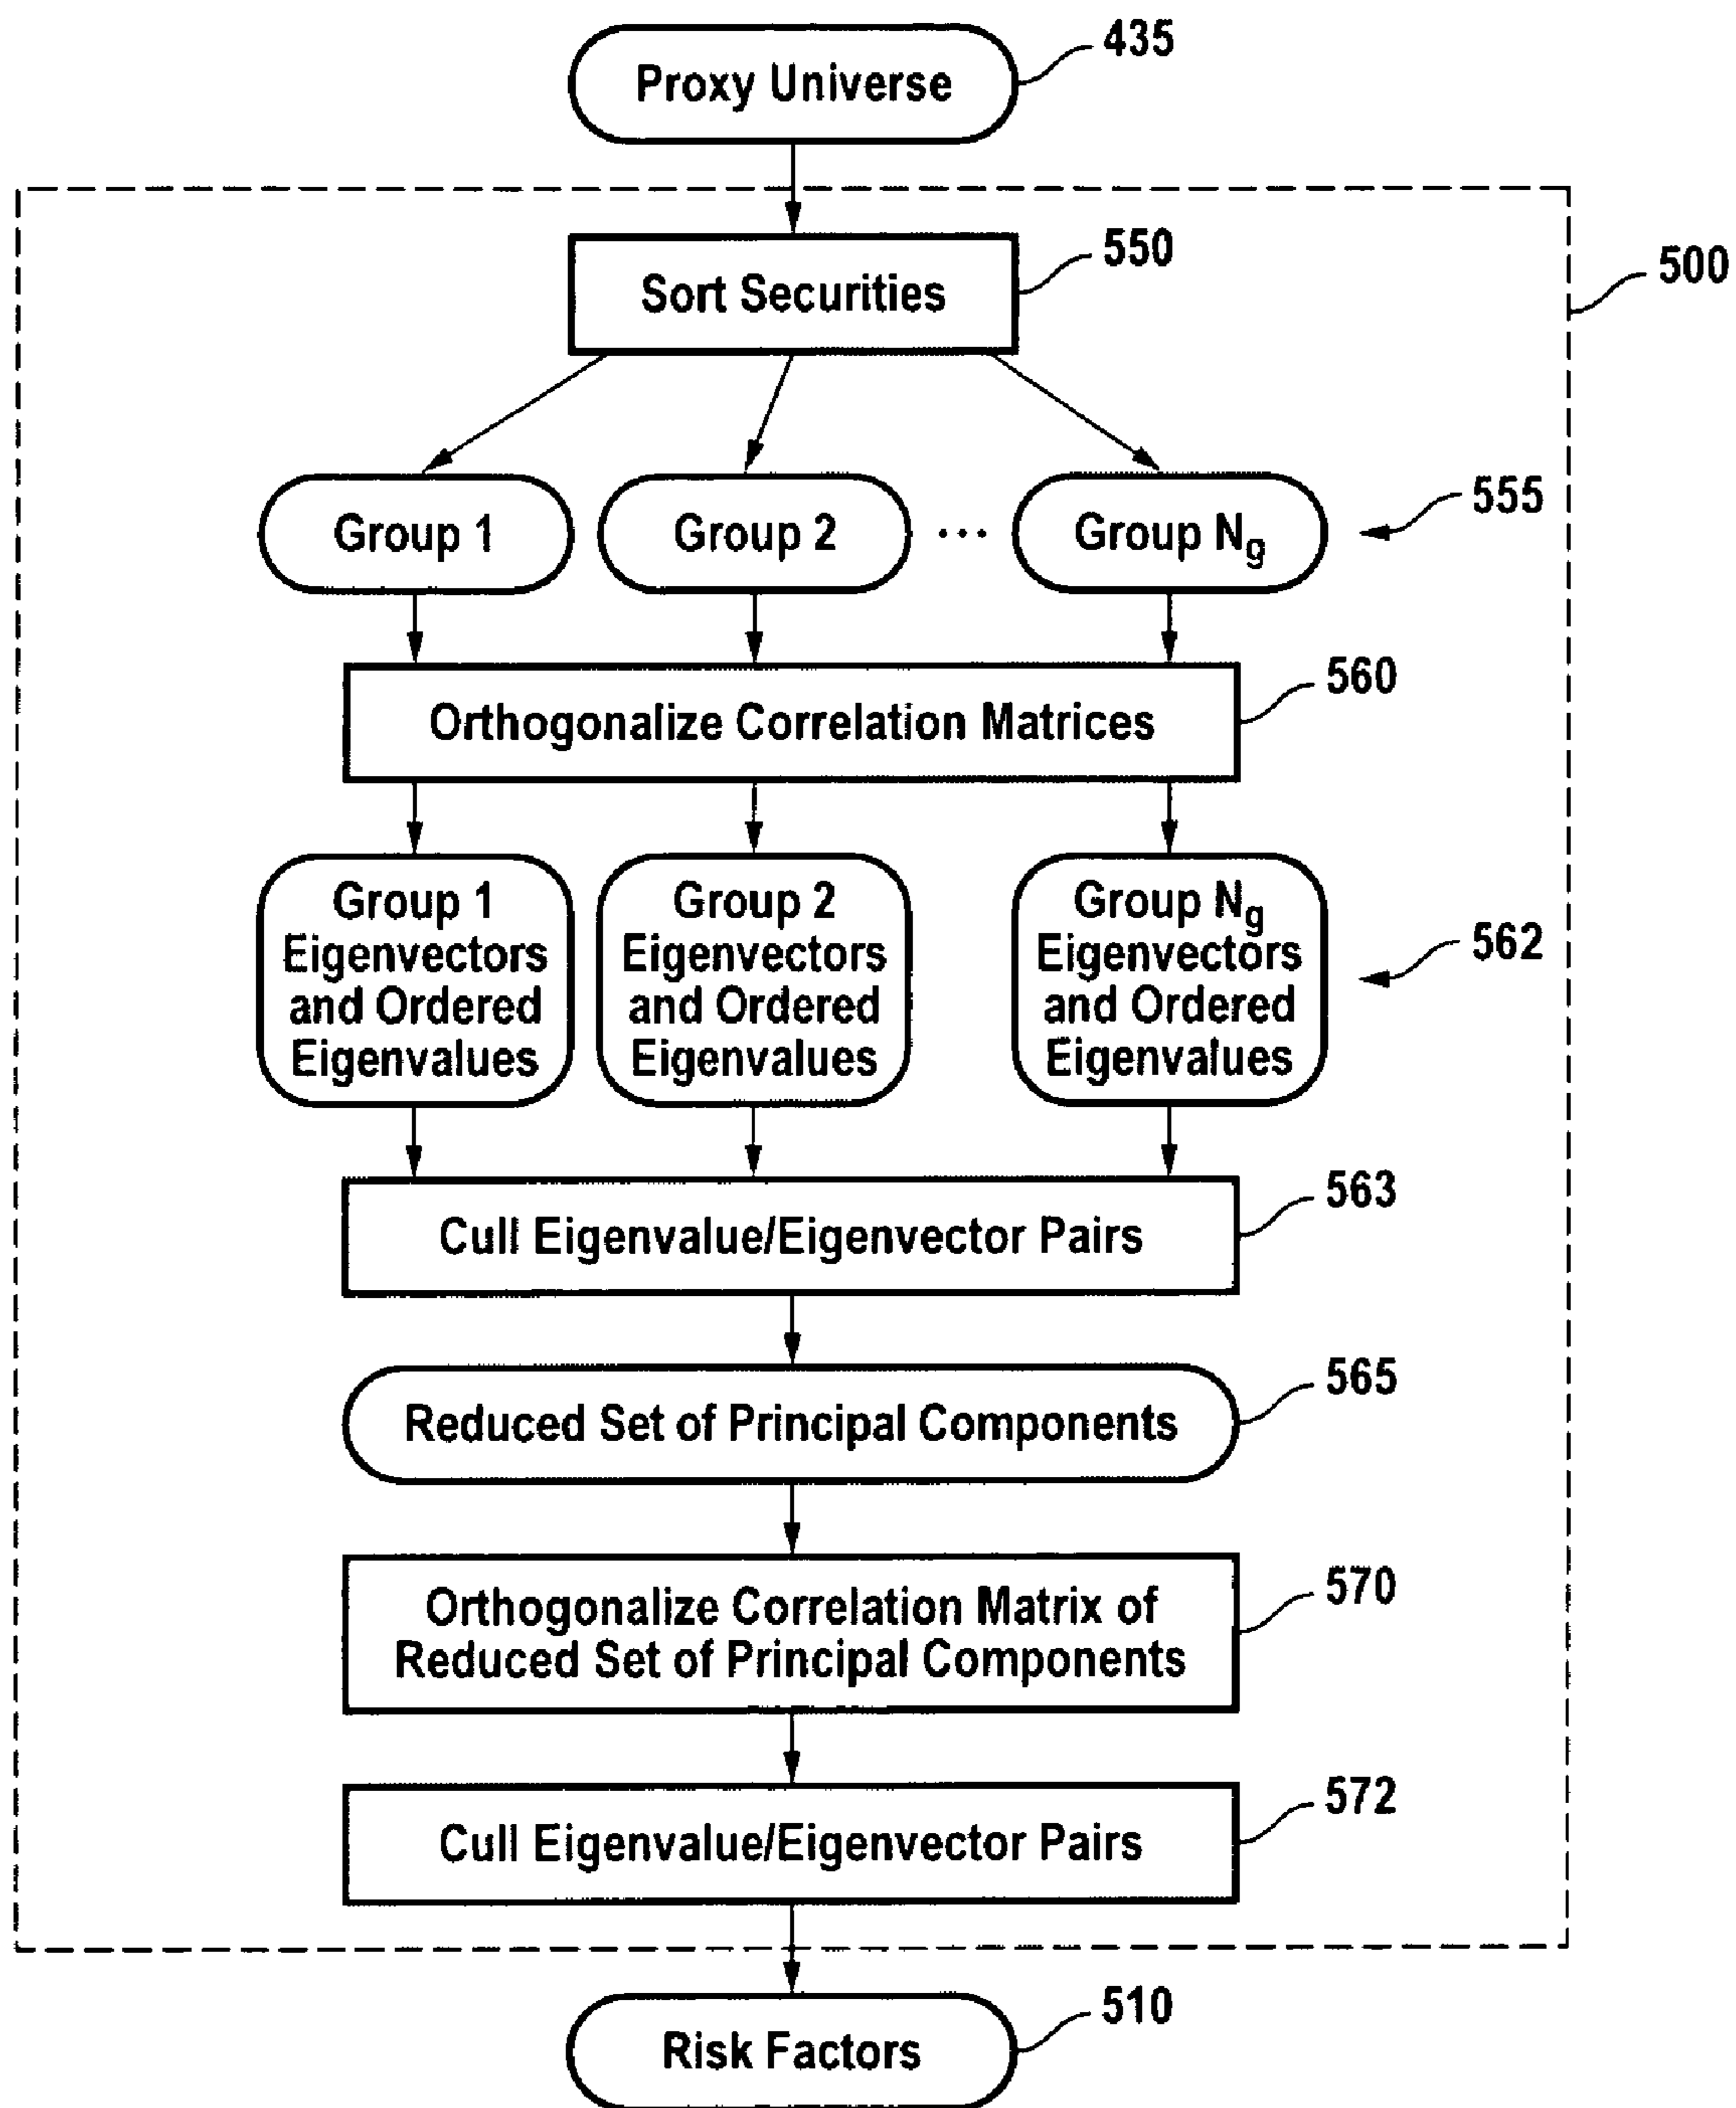 Proxy Universe
435
500
Sort Securities
550
Group 1
Group 2
...
Group Ng
555
Orthogonalize Correlation Matrices
560
Group 1
Eigenvectors
and Ordered
Eigenvalues
Group 2
Eigenvectors
and Ordered
Eigenvalues
Group Ng
Eigenvectors
and Ordered
Eigenvalues
562
Cull Eigenvalue/Eigenvector Pairs
563
Reduced Set of Principal Components
565
Orthogonalize Correlation Matrix of
Reduced Set of Principal Components
570
Cull Eigenvalue/Eigenvector Pairs
572
Risk Factors
510